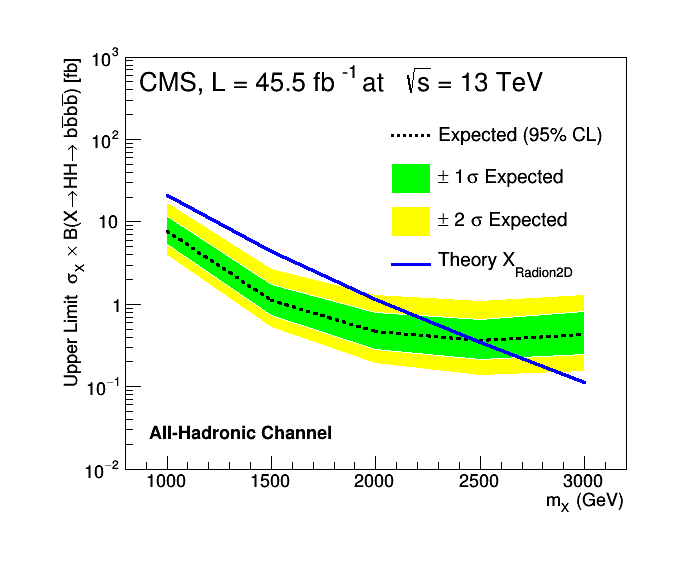 CMS, L = 45.5 fb⁻¹ at √s = 13 TeV
Expected (95% CL)
± 1 σ Expected
± 2 σ Expected
Theory X_Radion2D
All-Hadronic Channel
Upper Limit σ_X × B(X→HH→ bb̅bb̅) [fb]
10³
10²
10
1
10⁻¹
10⁻²
1000 1500 2000 2500 3000
m_X (GeV)